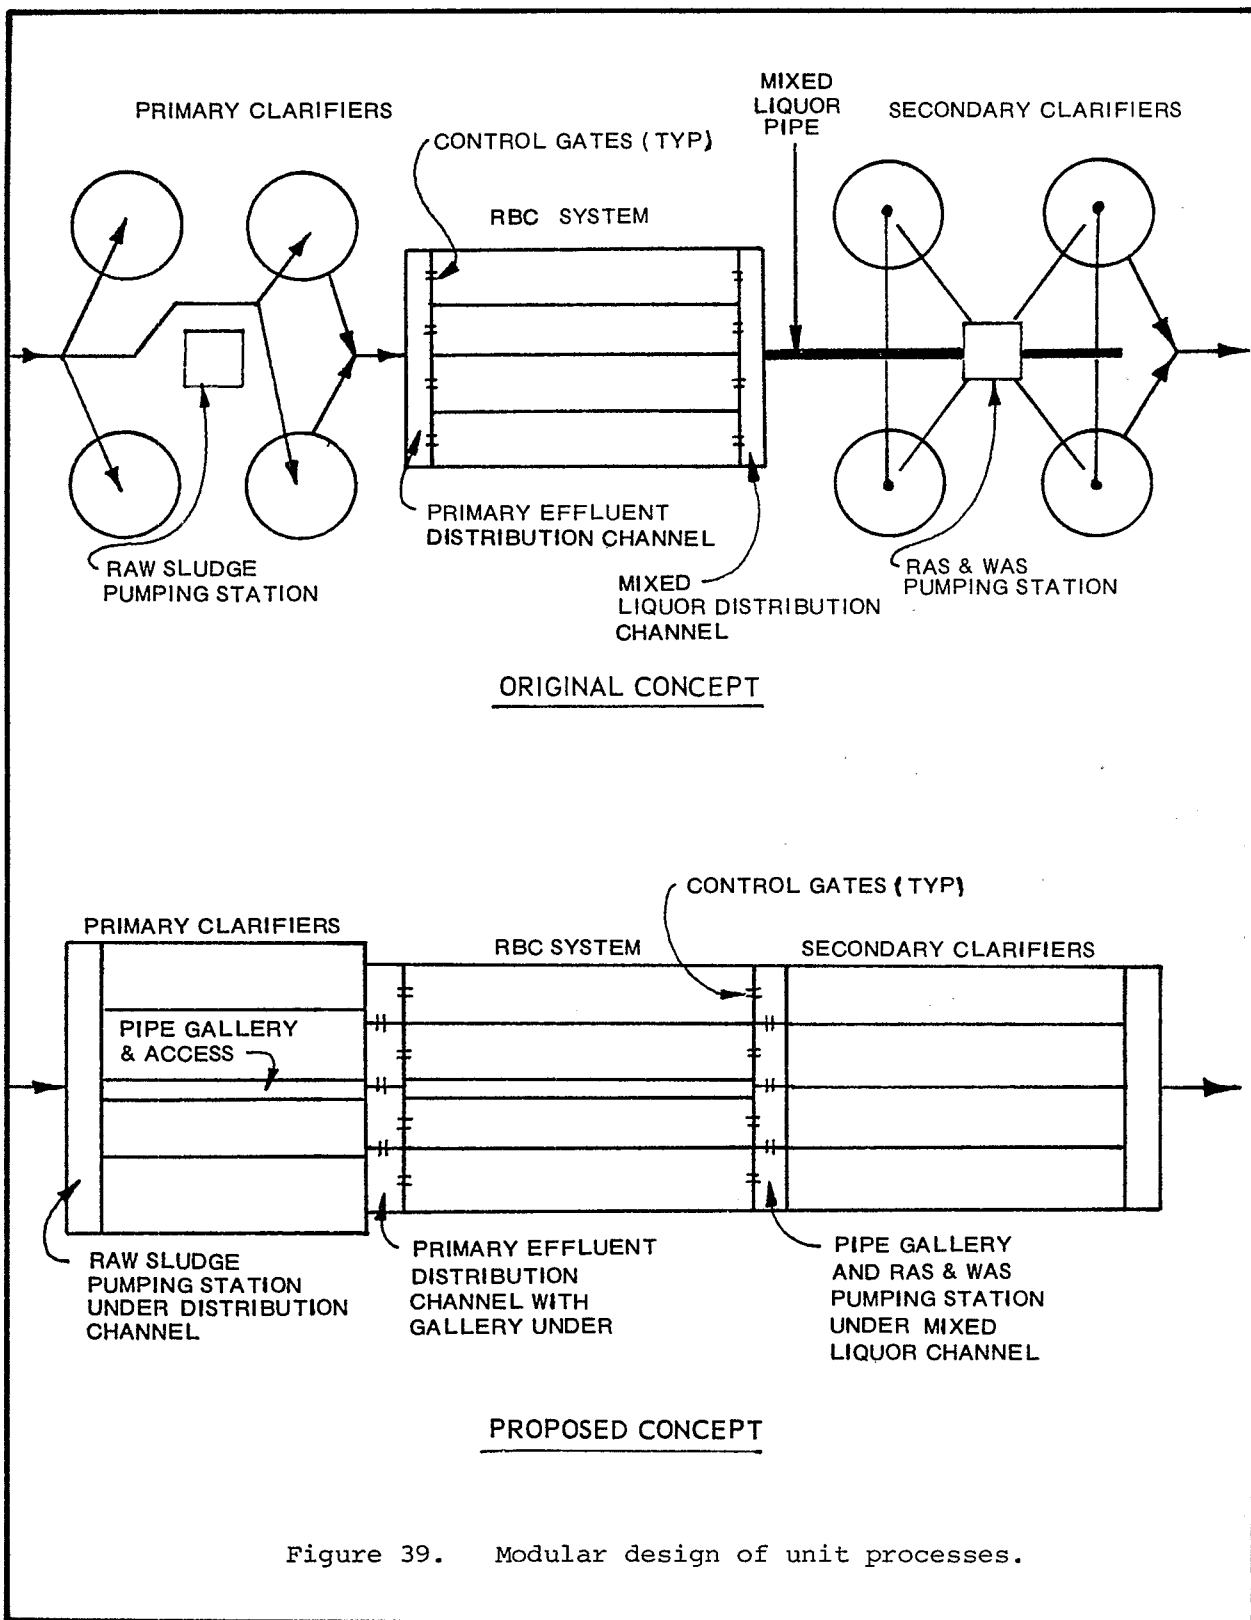 PRIMARY CLARIFIERS
CONTROL GATES (TYP)
MIXED
LIQUOR
PIPE
SECONDARY CLARIFIERS
RBC SYSTEM
PRIMARY EFFLUENT
DISTRIBUTION CHANNEL
RAW SLUDGE
PUMPING STATION
MIXED
LIQUOR DISTRIBUTION
CHANNEL
RAS & WAS
PUMPING STATION
ORIGINAL CONCEPT
CONTROL GATES (TYP)
PRIMARY CLARIFIERS
RBC SYSTEM
SECONDARY CLARIFIERS
PIPE GALLERY
& ACCESS
RAW SLUDGE
PUMPING STATION
UNDER DISTRIBUTION
CHANNEL
PRIMARY EFFLUENT
DISTRIBUTION
CHANNEL WITH
GALLERY UNDER
PIPE GALLERY
AND RAS & WAS
PUMPING STATION
UNDER MIXED
LIQUOR CHANNEL
PROPOSED CONCEPT
Figure 39. Modular design of unit processes.